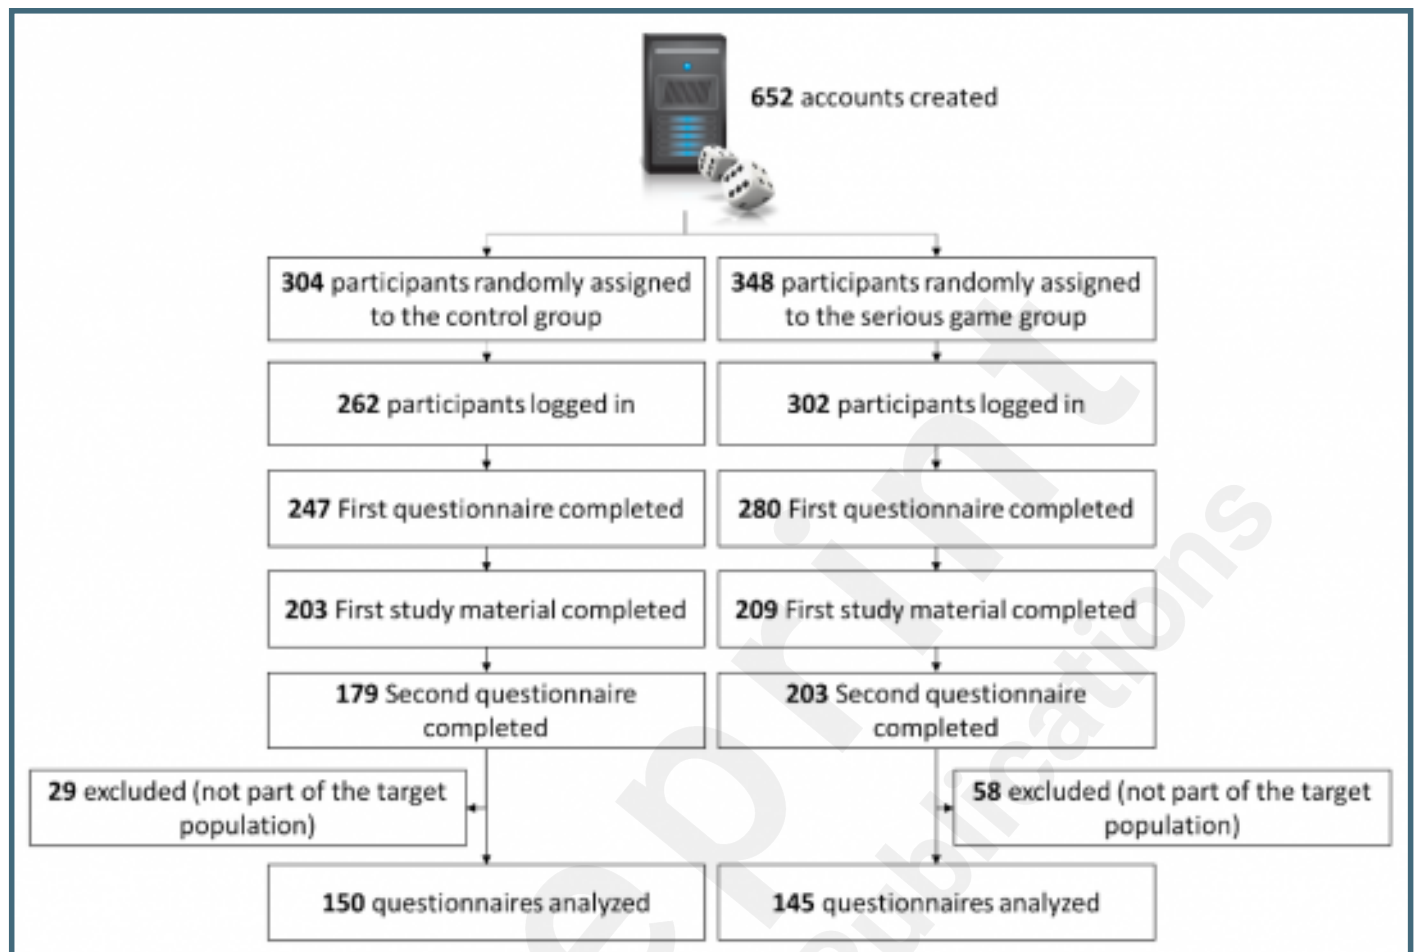 652 accounts created
304 participants randomly assigned
to the control group
348 participants randomly assigned
to the serious game group
262 participants logged in
302 participants logged in
247 First questionnaire completed
280 First questionnaire completed
203 First study material completed
209 First study material completed
179 Second questionnaire
completed
203 Second questionnaire
completed
29 excluded (not part of the target
population)
58 excluded (not part of the target
population)
150 questionnaires analyzed
145 questionnaires analyzed
eprint
ublications